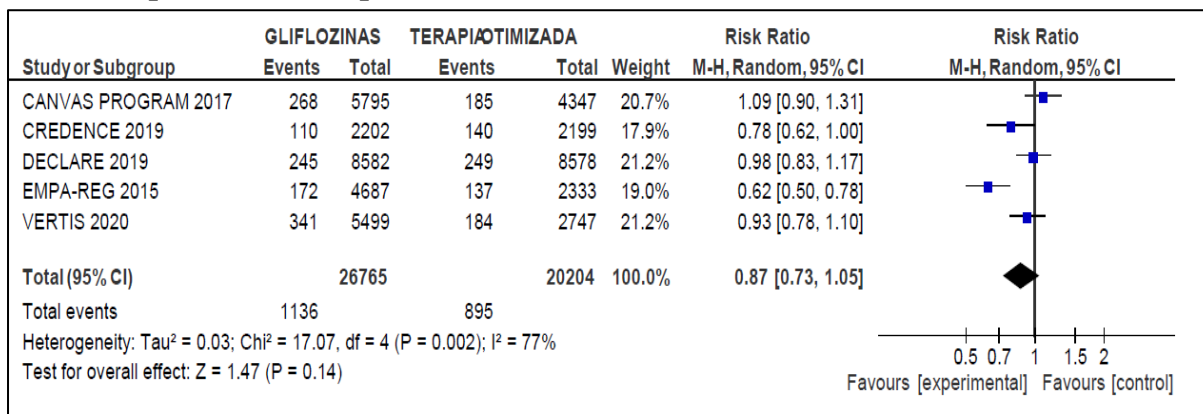 GLIFLOZINAS TERAPIA OTIMIZADA Risk Ratio Risk Ratio
Study or Subgroup Events Total Events Total Weight M-H, Random, 95% CI M-H, Random, 95% CI
CANVAS PROGRAM 2017 268 5795 185 4347 20.7% 1.09 [0.90, 1.31]
CREDENCE 2019 110 2202 140 2199 17.9% 0.78 [0.62, 1.00]
DECLARE 2019 245 8582 249 8578 21.2% 0.98 [0.83, 1.17]
EMPA-REG 2015 172 4687 137 2333 19.0% 0.62 [0.50, 0.78]
VERTIS 2020 341 5499 184 2747 21.2% 0.93 [0.78, 1.10]
Total (95% CI) 26765 20204 100.0% 0.87 [0.73, 1.05]
Total events 1136 895
Heterogeneity: Tau² = 0.03; Chi² = 17.07, df = 4 (P = 0.002); I² = 77%
Test for overall effect: Z = 1.47 (P = 0.14)
0.5 0.7 1 1.5 2
Favours [experimental] Favours [control]